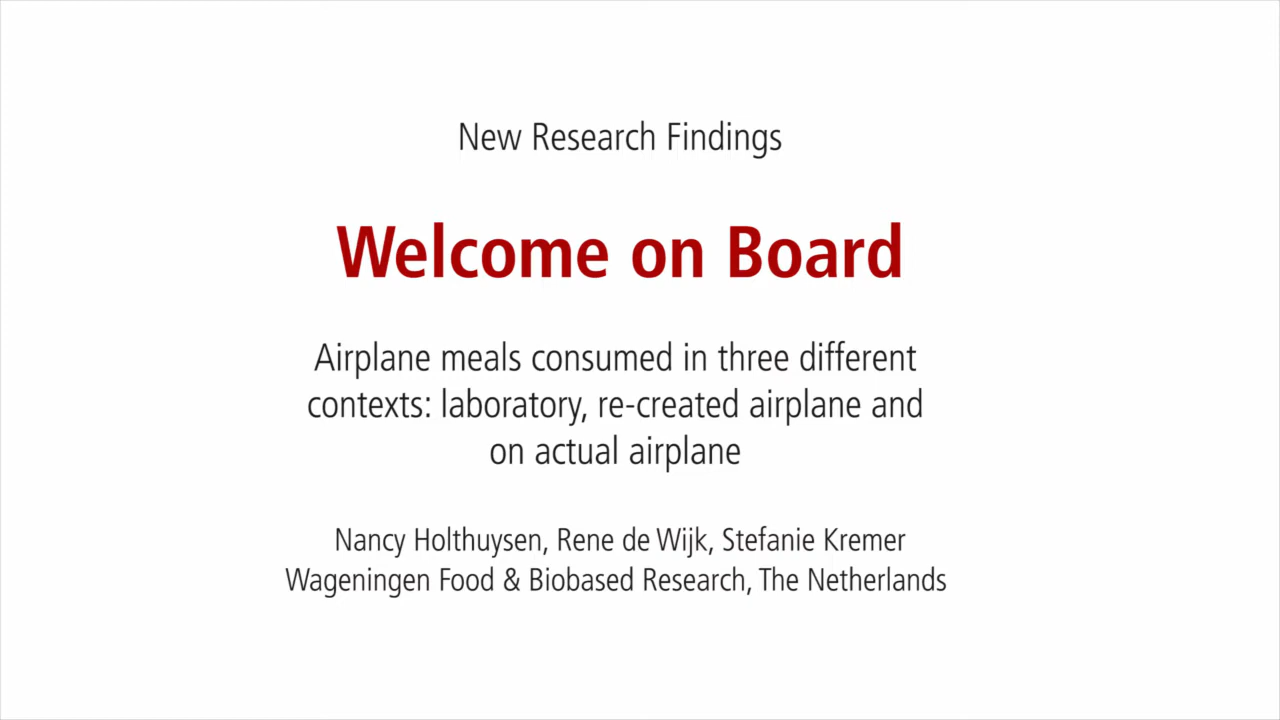 New Research Findings
Welcome on Board
Airplane meals consumed in three different
contexts: laboratory, re-created airplane and
on actual airplane
Nancy Holthuysen, Rene de Wijk, Stefanie Kremer
Wageningen Food & Biobased Research, The Netherlands